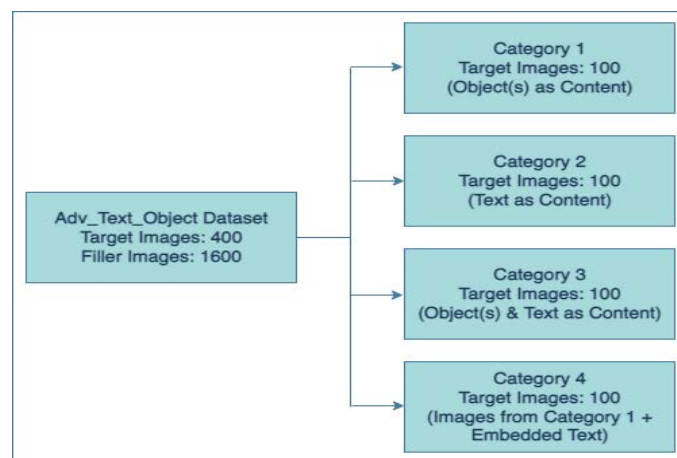 Category 1
Target Images: 100
(Object(s) as Content)
Category 2
Target Images: 100
(Text as Content)
Adv_Text_Object Dataset
Target Images: 400
Filler Images: 1600
Category 3
Target Images: 100
(Object(s) & Text as Content)
Category 4
Target Images: 100
(Images from Category 1 +
Embedded Text)